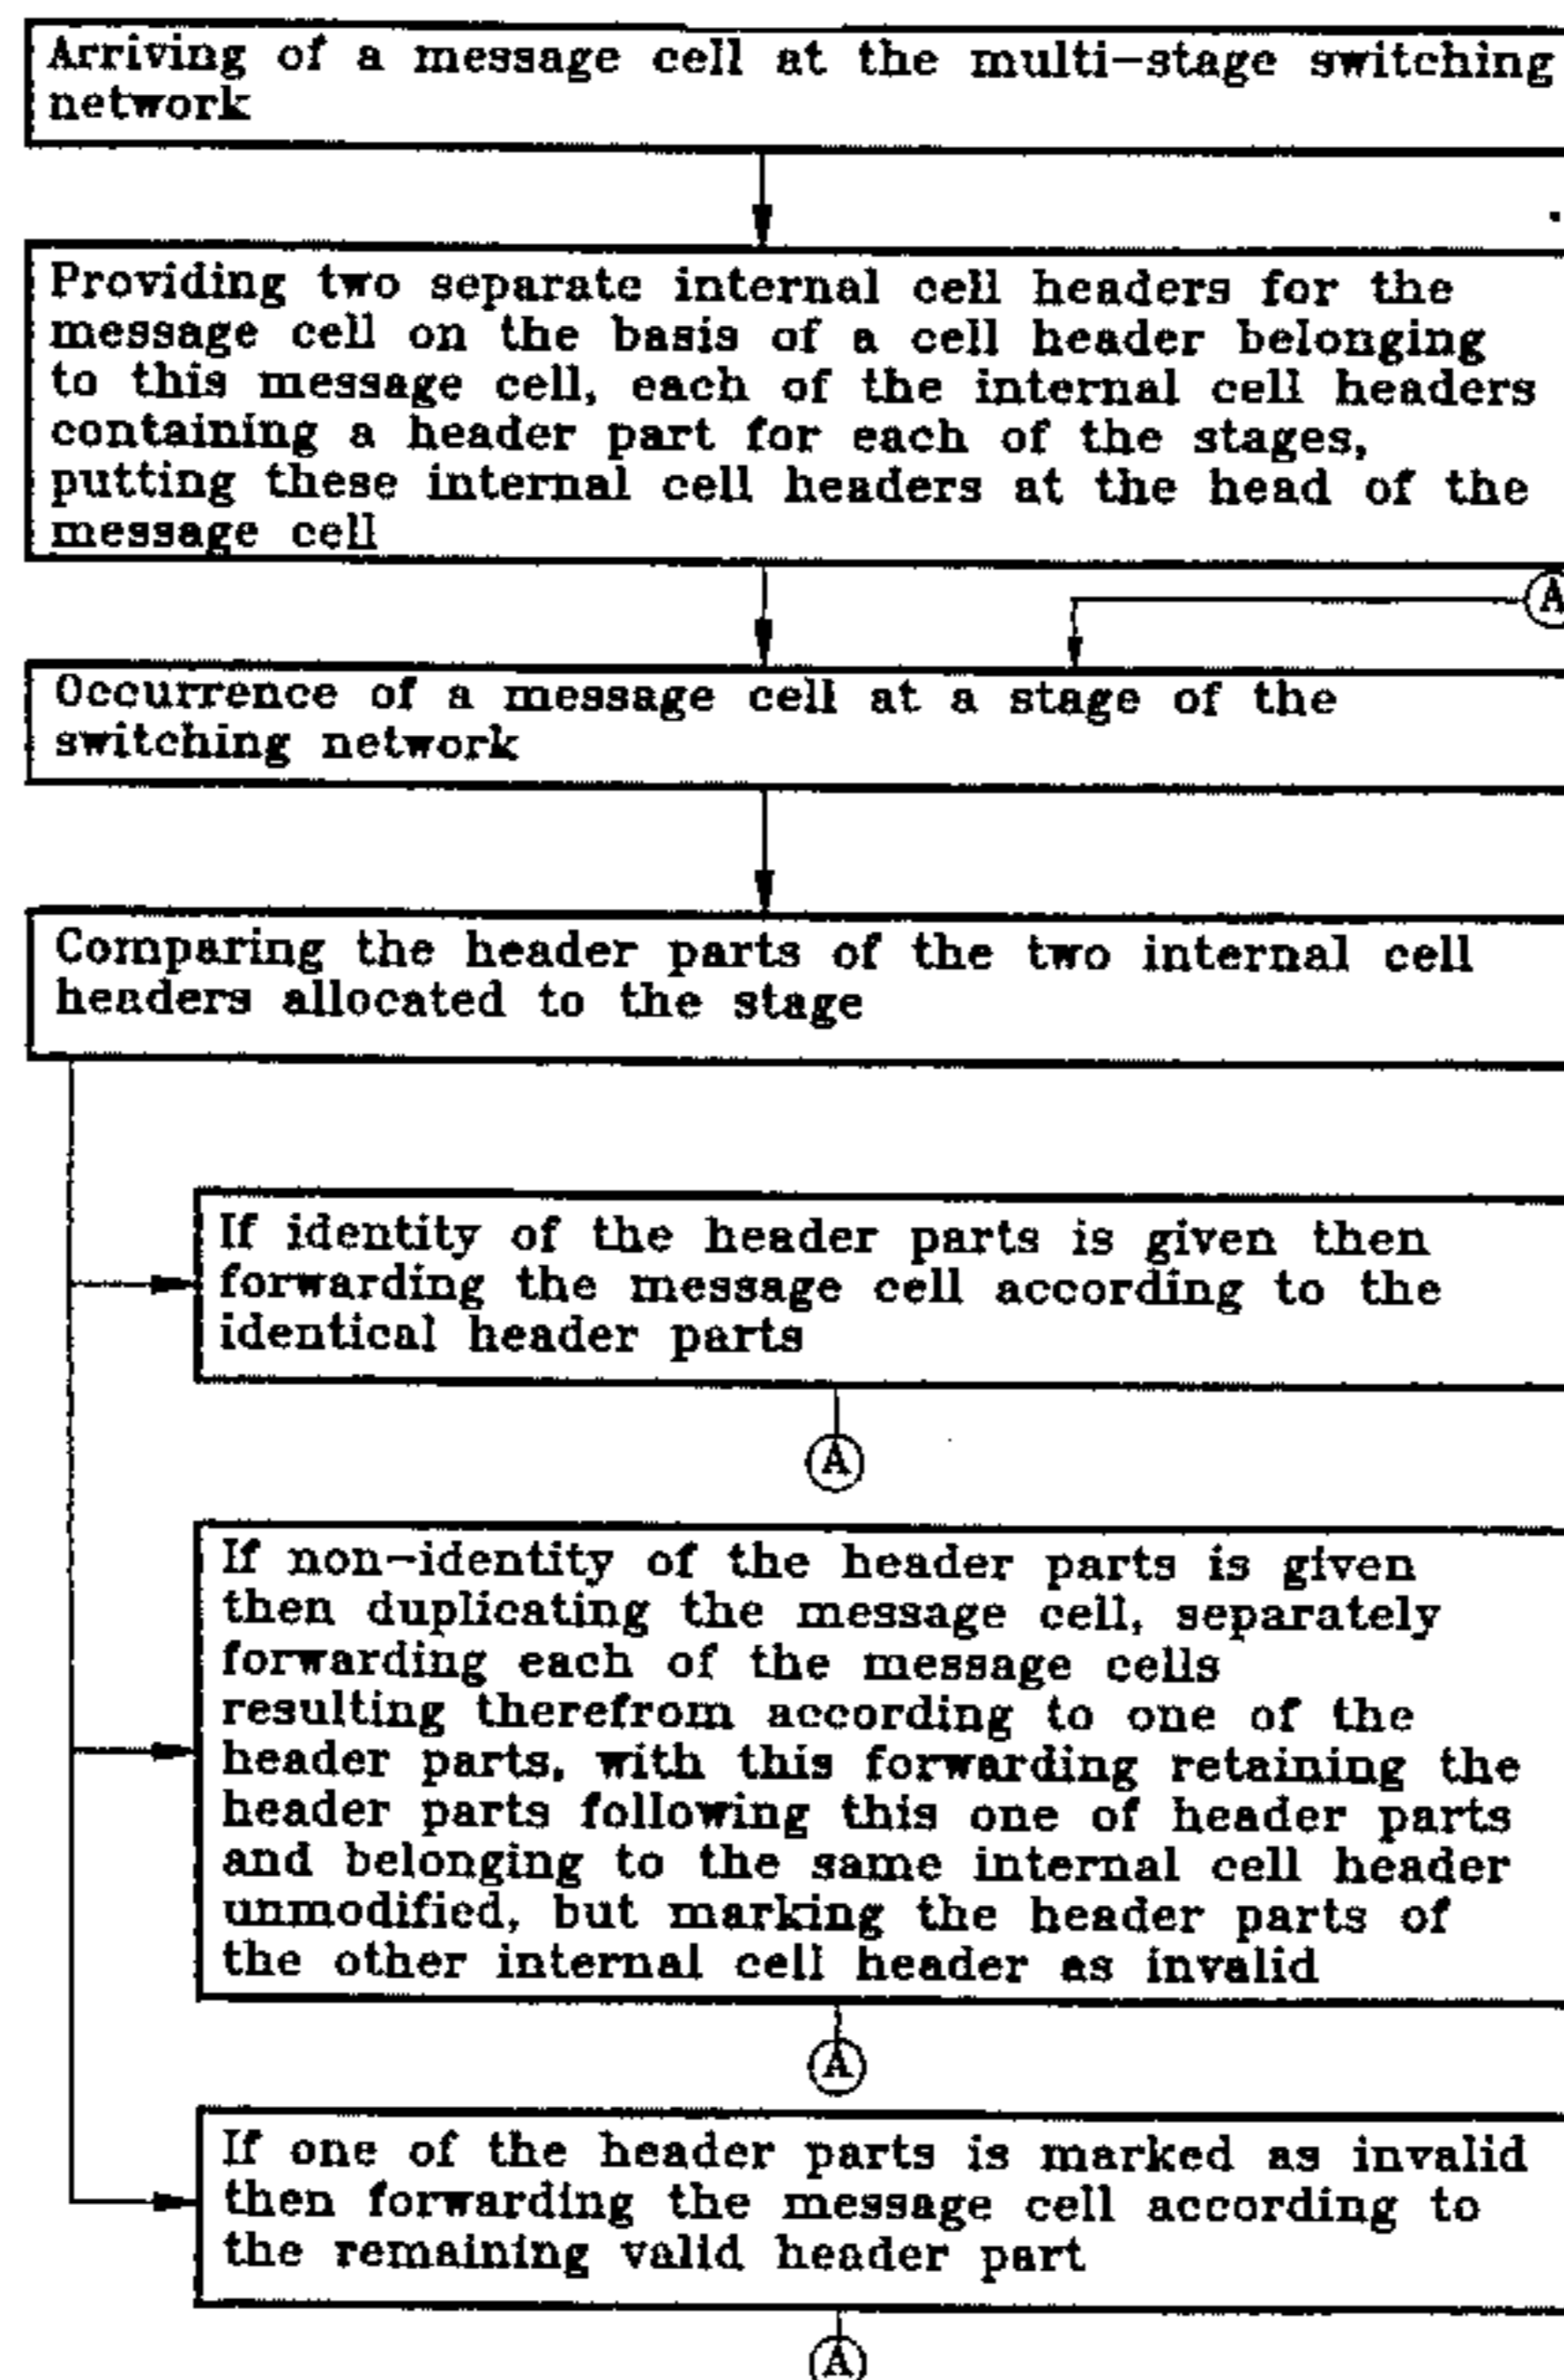 Arriving of a message cell at the multi-stage switching
network
Providing two separate internal cell headers for the
message cell on the basis of a cell header belonging
to this message cell, each of the internal cell headers
containing a header part for each of the stages,
putting these internal cell headers at the head of the
message cell
A
Occurrence of a message cell at a stage of the
switching network
Comparing the header parts of the two internal cell
headers allocated to the stage
If identity of the header parts is given then
forwarding the message cell according to the
identical header parts
A
If non-identity of the header parts is given
then duplicating the message cell, separately
forwarding each of the message cells
resulting therefrom according to one of the
header parts, with this forwarding retaining the
header parts following this one of header parts
and belonging to the same internal cell header
unmodified, but marking the header parts of
the other internal cell header as invalid
A
If one of the header parts is marked as invalid
then forwarding the message cell according to
the remaining valid header part
A